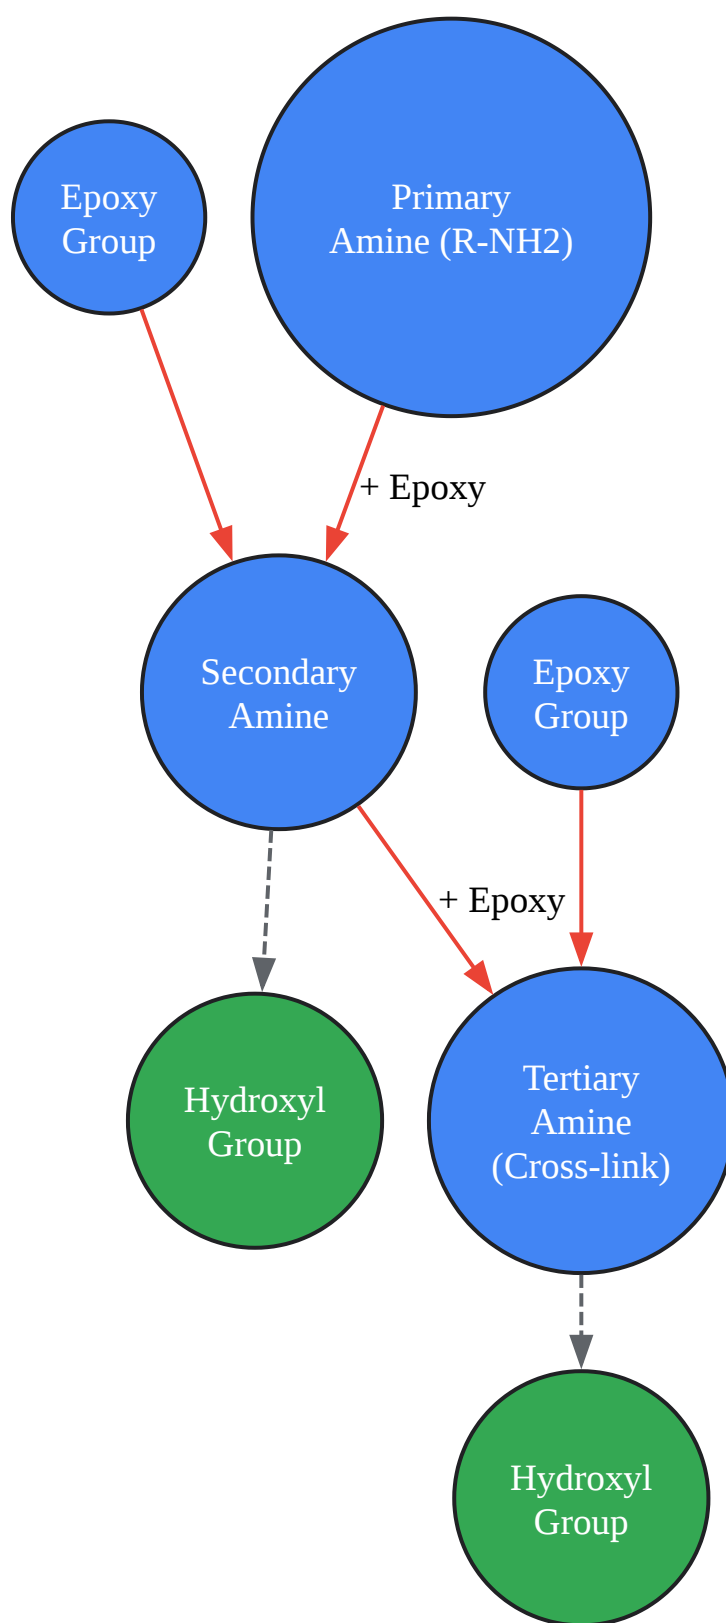 Epoxy
Group
Primary
Amine (R-NH2)
+ Epoxy
Secondary
Amine
Epoxy
Group
+ Epoxy
Hydroxyl
Group
Tertiary
Amine
(Cross-link)
Hydroxyl
Group